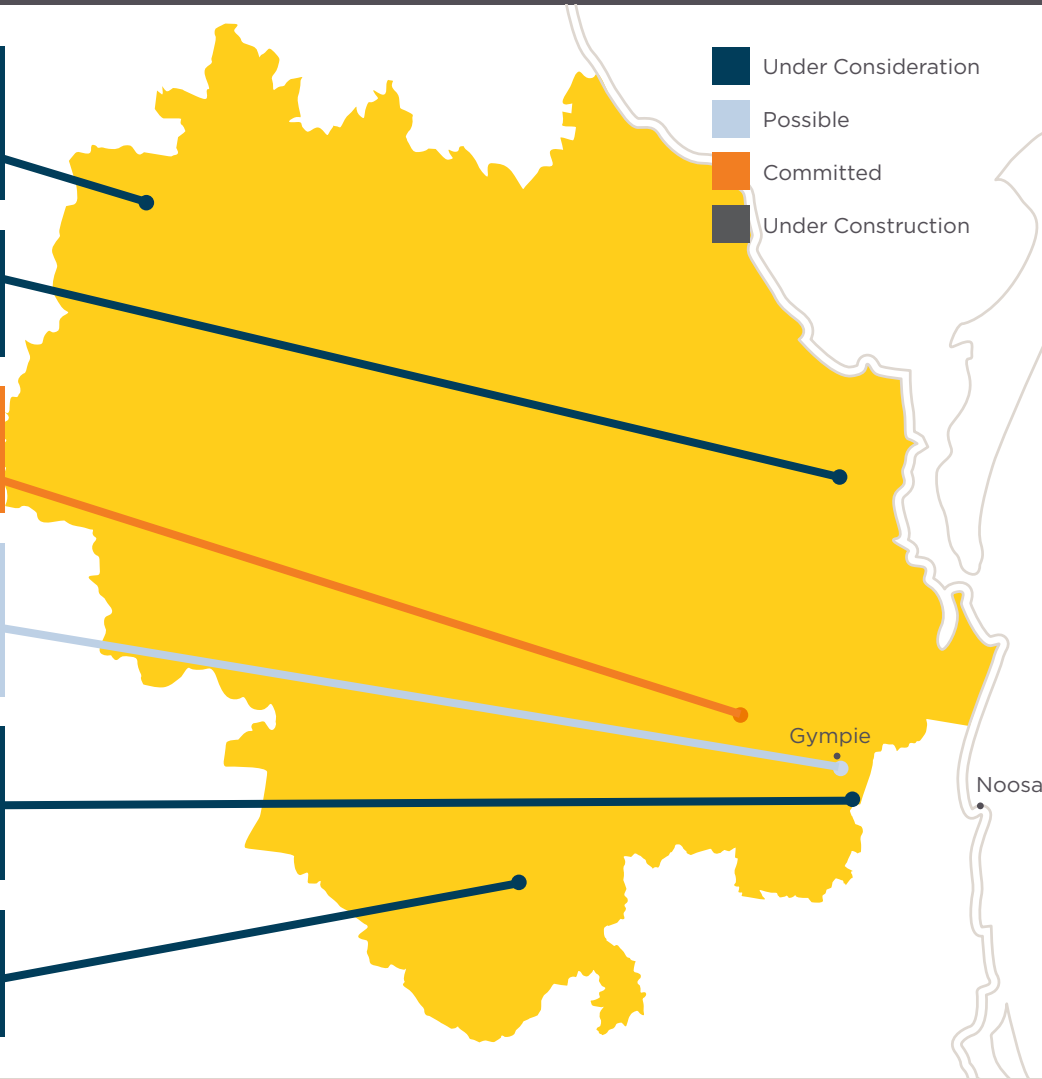 Under Consideration
Possible
Committed
Under Construction
Gympie
Noosa